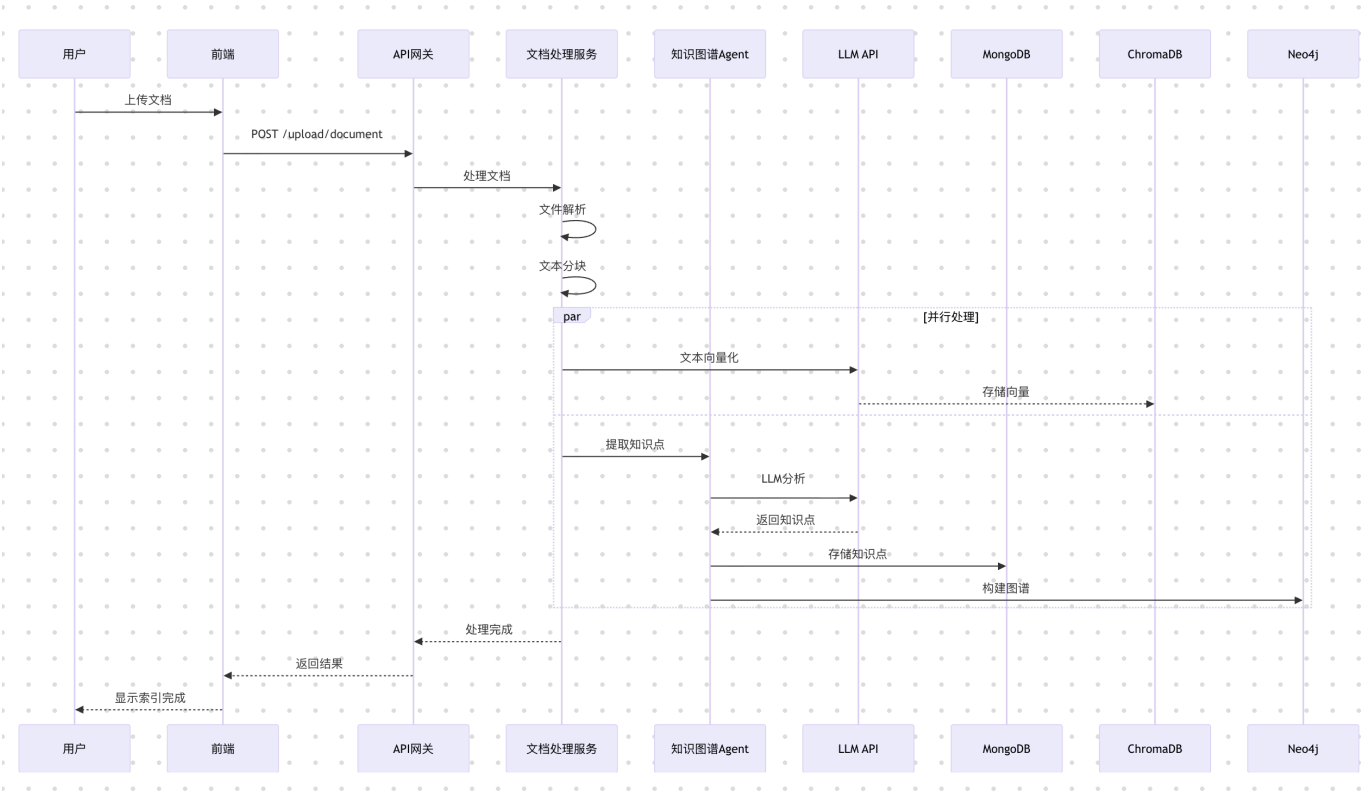 用户
前端
API网关
文档处理服务
知识图谱Agent
LLM API
MongoDB
ChromaDB
Neo4j
上传文档
POST /upload/document
处理文档
文件解析
文本分块
par
[并行处理]
文本向量化
存储向量
提取知识点
LLM分析
返回知识点
存储知识点
构建图谱
处理完成
返回结果
显示索引完成
用户
前端
API网关
文档处理服务
知识图谱Agent
LLM API
MongoDB
ChromaDB
Neo4j